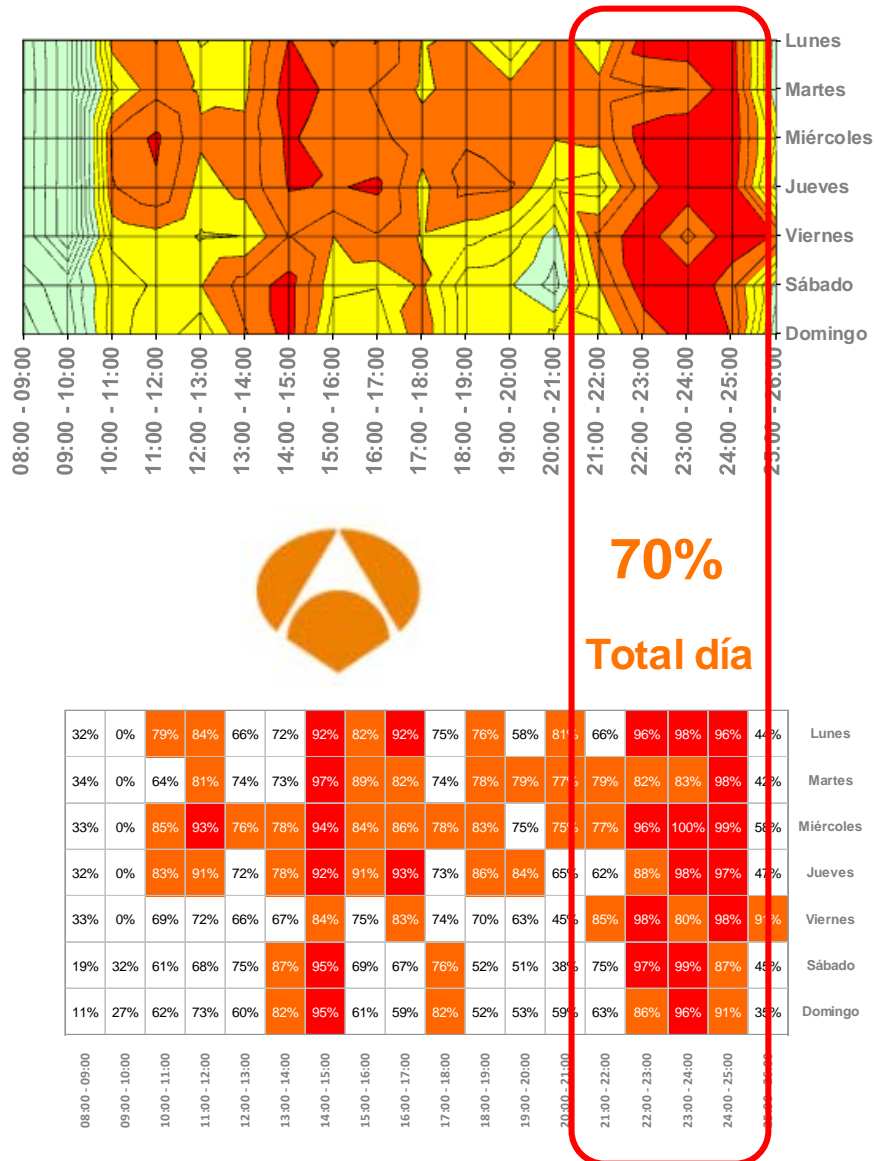 Lunes
Martes
Miércoles
Jueves
Viernes
Sábado
Domingo
08:00 - 09:00
09:00 - 10:00
10:00 - 11:00
11:00 - 12:00
12:00 - 13:00
13:00 - 14:00
14:00 - 15:00
15:00 - 16:00
16:00 - 17:00
17:00 - 18:00
18:00 - 19:00
19:00 - 20:00
20:00 - 21:00
21:00 - 22:00
22:00 - 23:00
23:00 - 24:00
24:00 - 25:00
25:00 - 26:00
70%
Total día
32% 0% 79% 84% 66% 72% 92% 82% 92% 75% 76% 58% 81% 66% 96% 98% 96% 44% Lunes
34% 0% 64% 81% 74% 73% 97% 89% 82% 74% 78% 79% 77% 79% 82% 83% 98% 42% Martes
33% 0% 85% 93% 76% 78% 94% 84% 86% 78% 83% 75% 75% 77% 96% 100% 99% 58% Miércoles
32% 0% 83% 91% 72% 78% 92% 91% 93% 73% 86% 84% 65% 62% 88% 98% 97% 47% Jueves
33% 0% 69% 72% 66% 67% 84% 75% 83% 74% 70% 63% 45% 85% 98% 80% 98% 91% Viernes
19% 32% 61% 68% 75% 87% 95% 69% 67% 76% 52% 51% 38% 75% 97% 99% 87% 45% Sábado
11% 27% 62% 73% 60% 82% 95% 61% 59% 82% 52% 53% 59% 63% 86% 96% 91% 35% Domingo
08:00 - 09:00
09:00 - 10:00
10:00 - 11:00
11:00 - 12:00
12:00 - 13:00
13:00 - 14:00
14:00 - 15:00
15:00 - 16:00
16:00 - 17:00
17:00 - 18:00
18:00 - 19:00
19:00 - 20:00
20:00 - 21:00
21:00 - 22:00
22:00 - 23:00
23:00 - 24:00
24:00 - 25:00
25:00 - 26:00